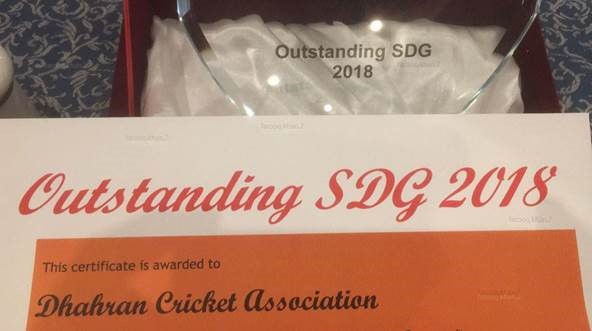 Outstanding SDG
2018
Outstanding SDG 2018
This certificate is awarded to
Dhahran Cricket Association